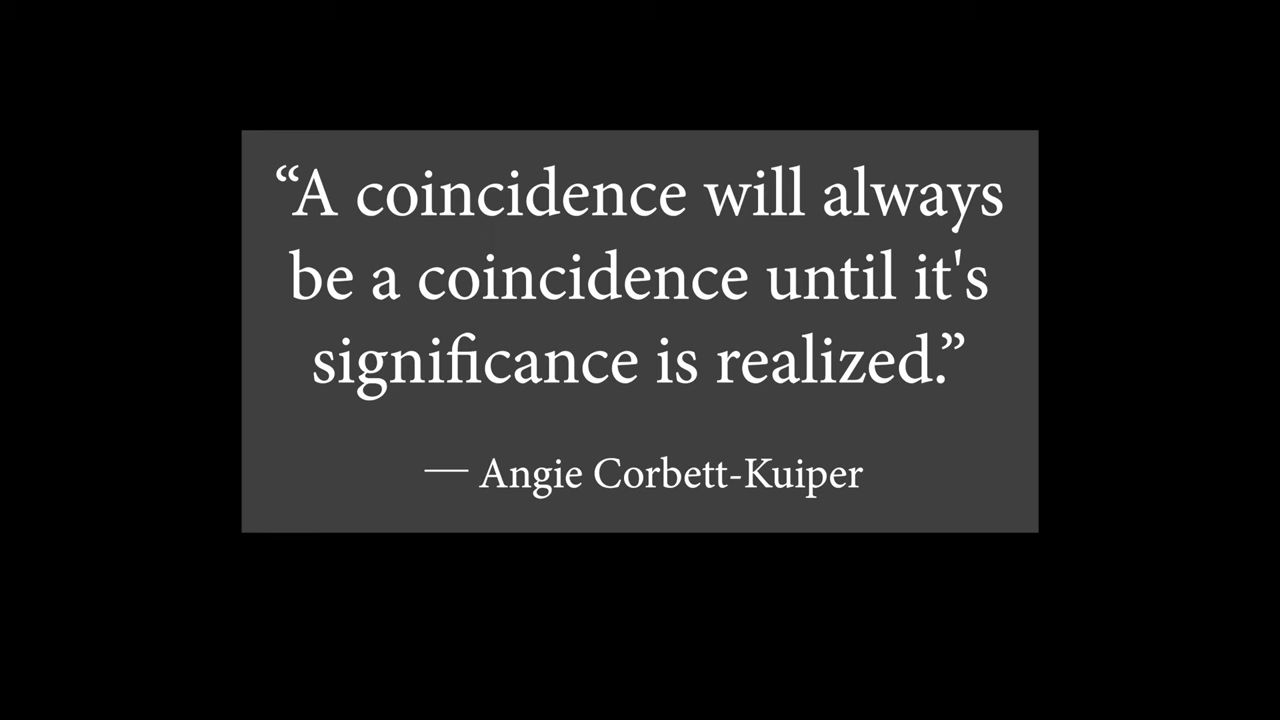 “A coincidence will always
be a coincidence until it's
significance is realized.”
— Angie Corbett-Kuiper